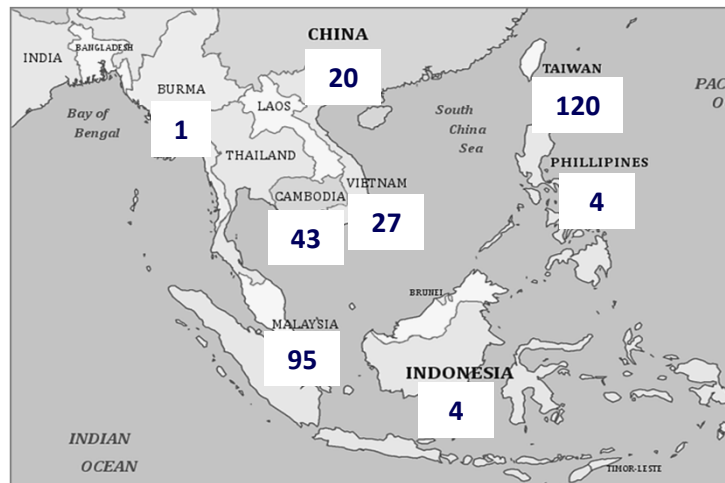 CHINA
20
INDIA
BANGLADESH
BURMA
1
LAOS
THAILAND
TAIWAN
120
PAC
O
Bay of
Bengal
South
China
Sea
PHILLIPINES
4
VIETNAM
27
CAMBODIA
43
BRUNEI
MALAYSIA
95
INDONESIA
4
INDIAN
OCEAN
TIMOR-LESTE